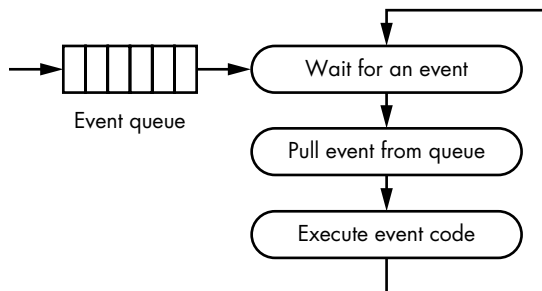 Wait for an event
Event queue
Pull event from queue
Execute event code